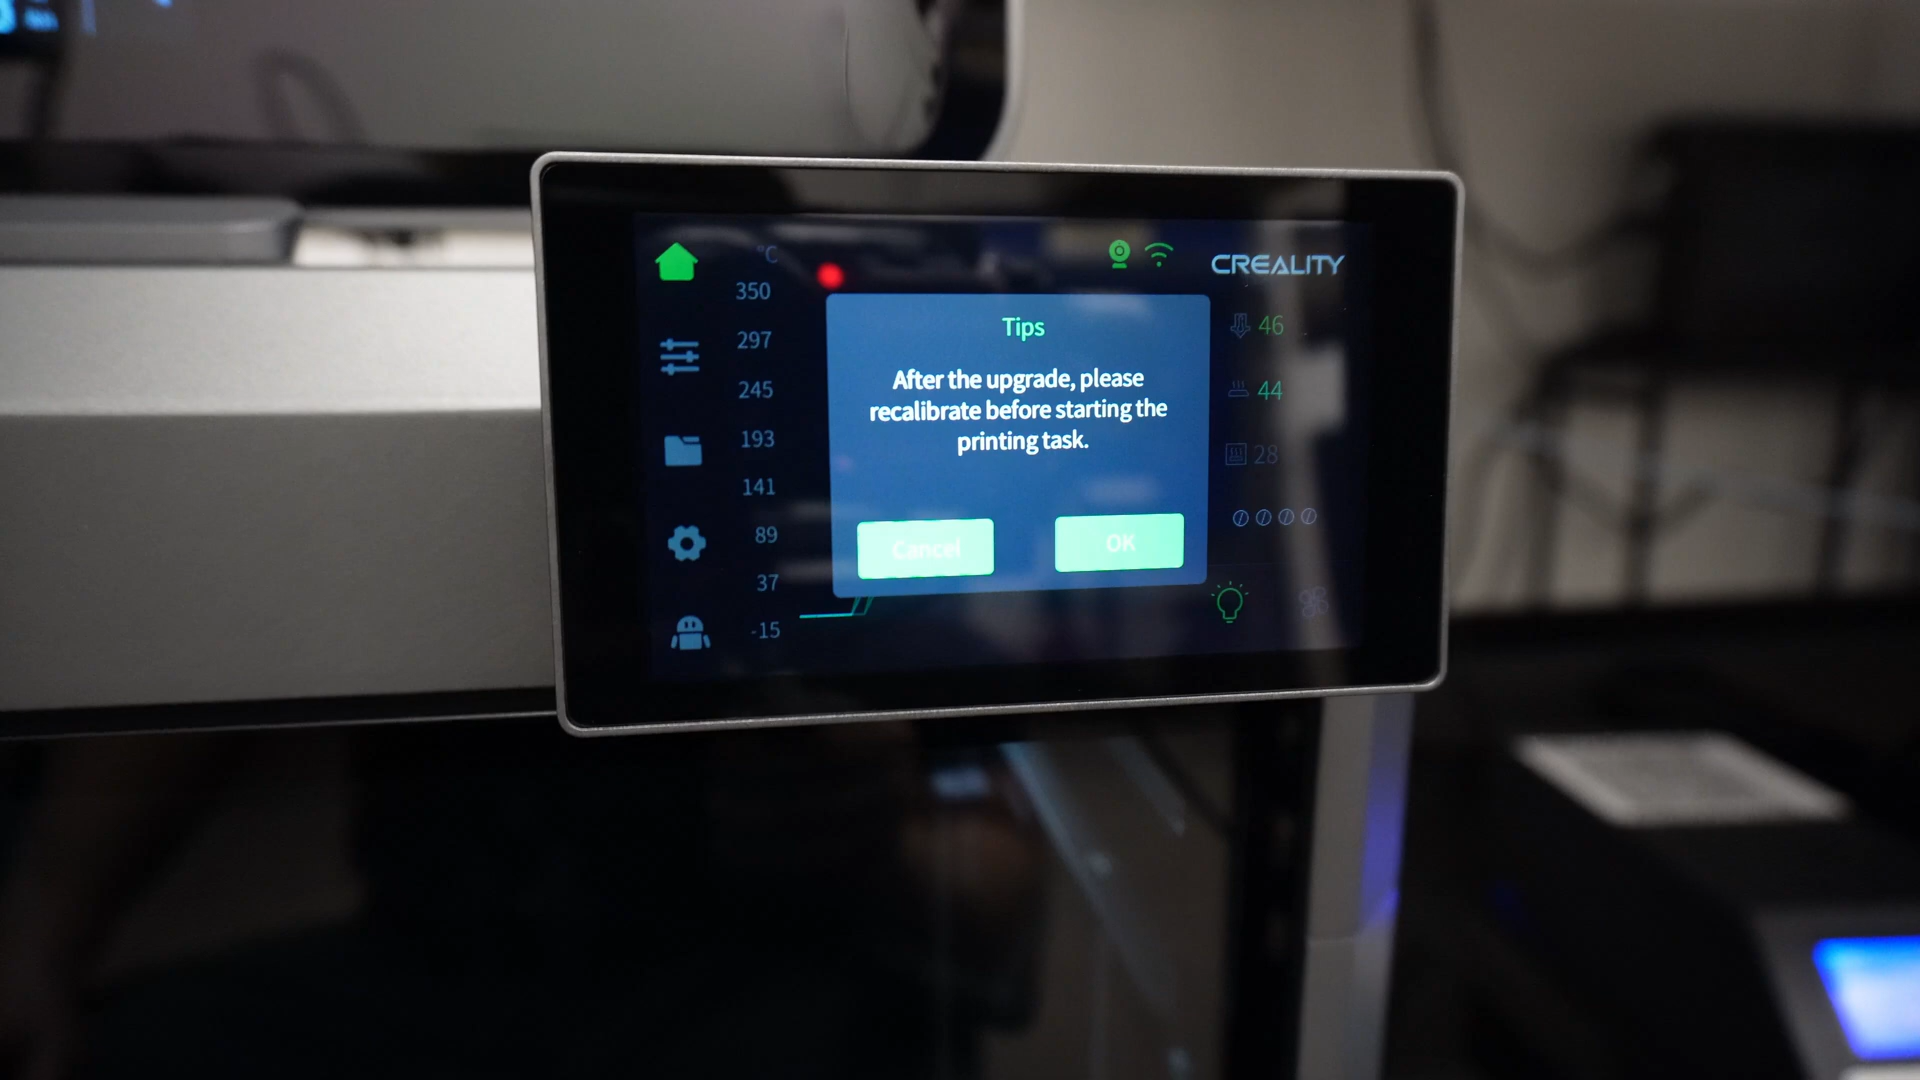 °C
CREALITY
350
297
245
193
141
89
37
-15
Tips
After the upgrade, please
recalibrate before starting the
printing task.
Cancel
OK
46
44
28